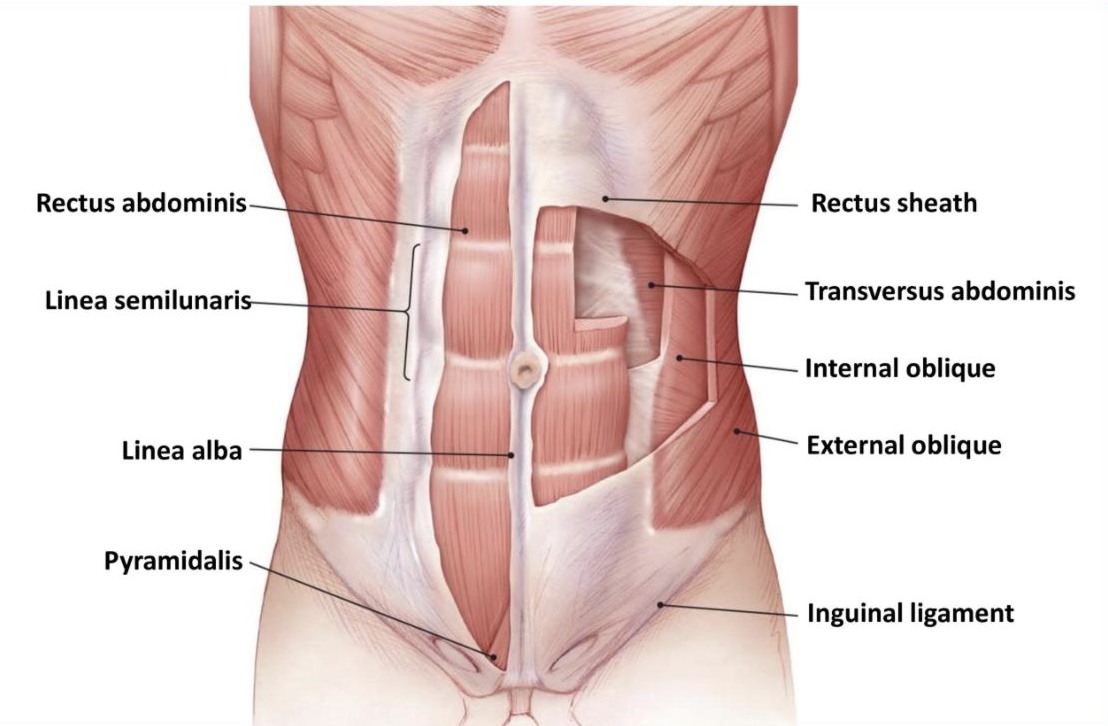 Rectus abdominis
Linea semilunaris
Linea alba
Pyramidalis
Rectus sheath
Transversus abdominis
Internal oblique
External oblique
Inguinal ligament